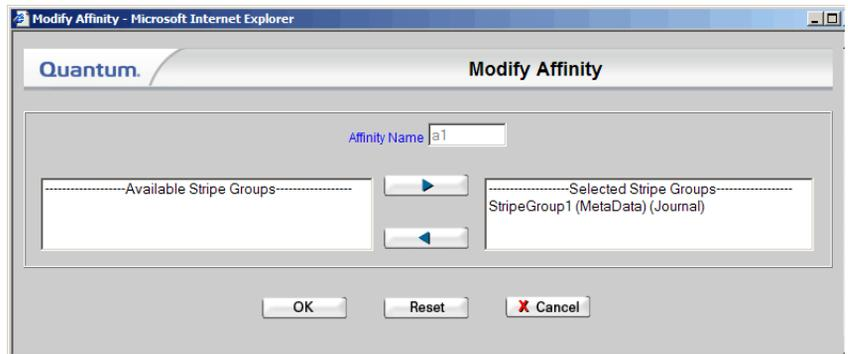 Modify Affinity - Microsoft Internet Explorer
Quantum.
Modify Affinity
Affinity Name a1
-------------------Available Stripe Groups------------------
-------------------Selected Stripe Groups------------------
StripeGroup1 (MetaData) (Journal)
OK Reset X Cancel